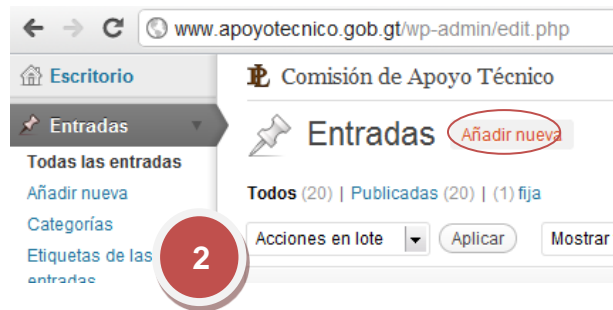 www.apoyotecnico.gob.gt/wp-admin/edit.php
Escritorio
Comisión de Apoyo Técnico
Entradas
Entradas Añadir nueva
Todas las entradas
Añadir nueva
Todos (20) | Publicadas (20) | (1) fija
Categorías
Acciones en lote Aplicar Mostrar
Etiquetas de las
entradas
2